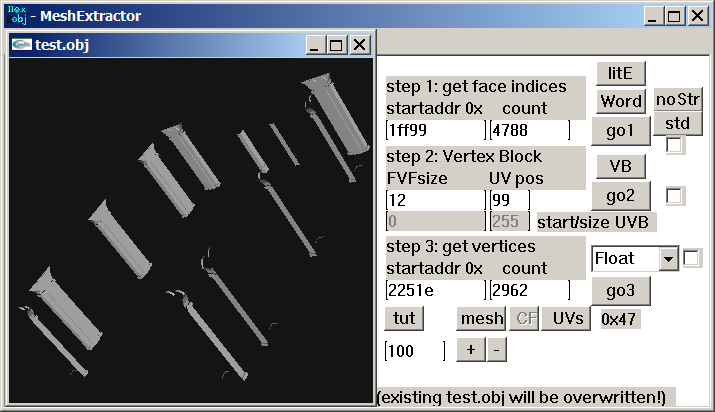 Hex obj - MeshExtractor
test.obj
litE
step 1: get face indices
startaddr 0x count
Word
noStr
1ff99 4788
go1
std
step 2: Vertex Block
FVFsize UV pos
VB
12 99
go2
0 255 start/size UVB
step 3: get vertices
startaddr 0x count
Float
2251e 2962
go3
tut mesh CF UVs 0x47
100 + -
(existing test.obj will be overwritten!)